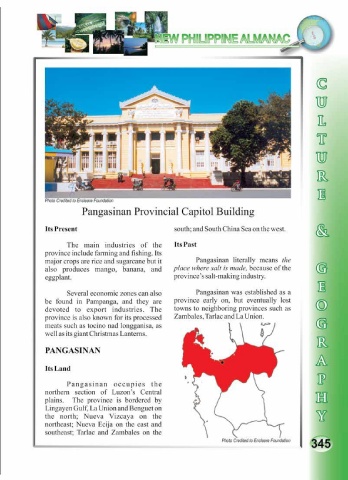 NEW PHILIPPINE ALMANAC
Photo Credited to Enslaave Foundation
Pangasinan Provincial Capitol Building
Its Present
The main industries of the
province include farming and fishing. Its
major crops are rice and sugarcane but it
also produces mango, banana, and
eggplant.
Several economic zones can also
be found in Pampanga, and they are
devoted to export industries. The
province is also known for its processed
meats such as tocino nad longganisa, as
well as its giant Christmas Lanterns.
PANGASINAN
Its Land
Pangasinan occupies the
northern section of Luzon's Central
plains. The province is bordered by
Lingayen Gulf, La Union and Benguet on
the north; Nueva Vizcaya on the
northeast; Nueva Ecija on the east and
southeast; Tarlac and Zambales on the
south; and South China Sea on the west.
Its Past
Pangasinan literally means the
place where salt is made, because of the
province's salt-making industry.
Pangasinan was established as a
province early on, but eventually lost
towns to neighboring provinces such as
Zambales, Tarlac and La Union.
Photo Credited to Enslaave Foundation
CULTURE & GEOGRAPHY
345